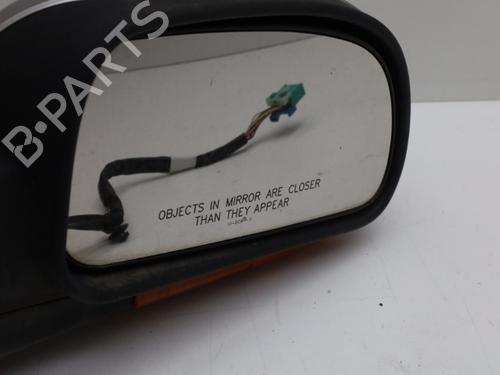 B-PARTS
OBJECTS IN MIRROR ARE CLOSER
THAN THEY APPEAR